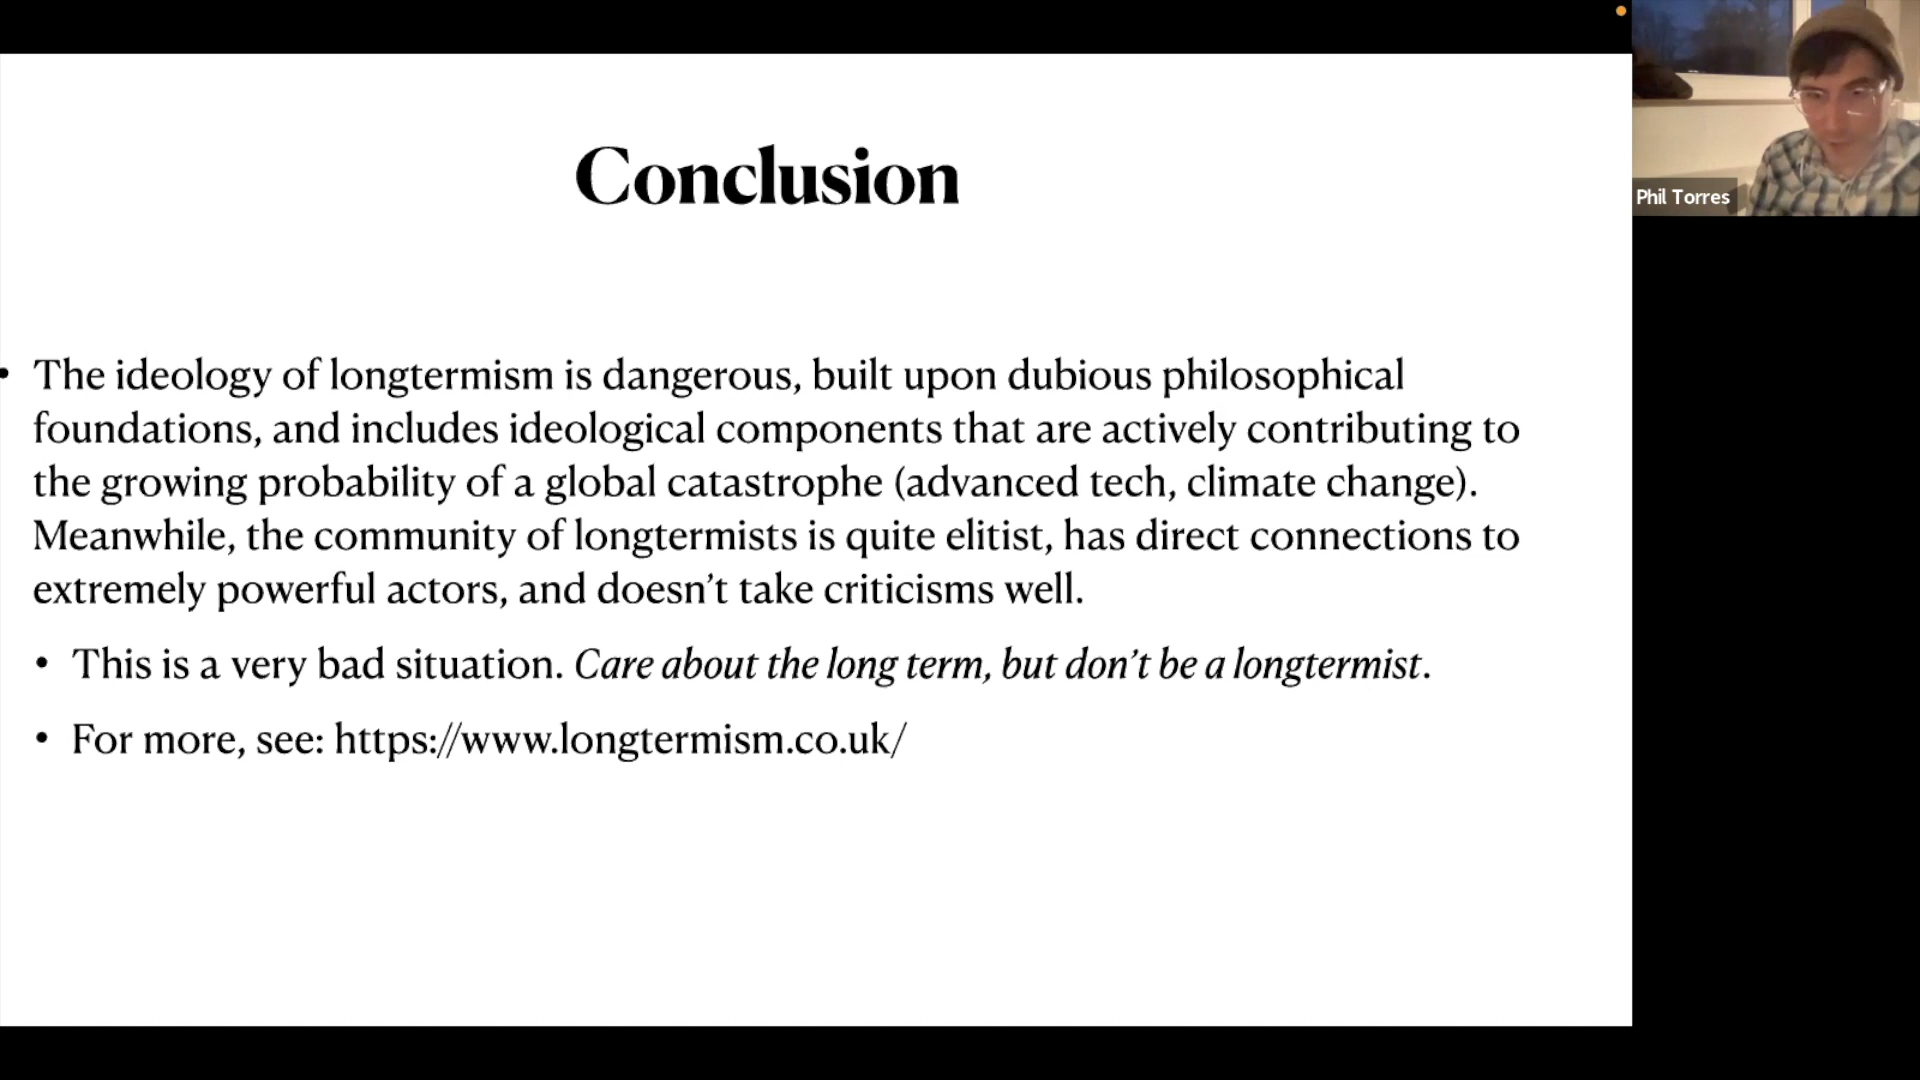 Conclusion
• The ideology of longtermism is dangerous, built upon dubious philosophical
foundations, and includes ideological components that are actively contributing to
the growing probability of a global catastrophe (advanced tech, climate change).
Meanwhile, the community of longtermists is quite elitist, has direct connections to
extremely powerful actors, and doesn’t take criticisms well.
• This is a very bad situation. Care about the long term, but don’t be a longtermist.
• For more, see: https://www.longtermism.co.uk/
Phil Torres